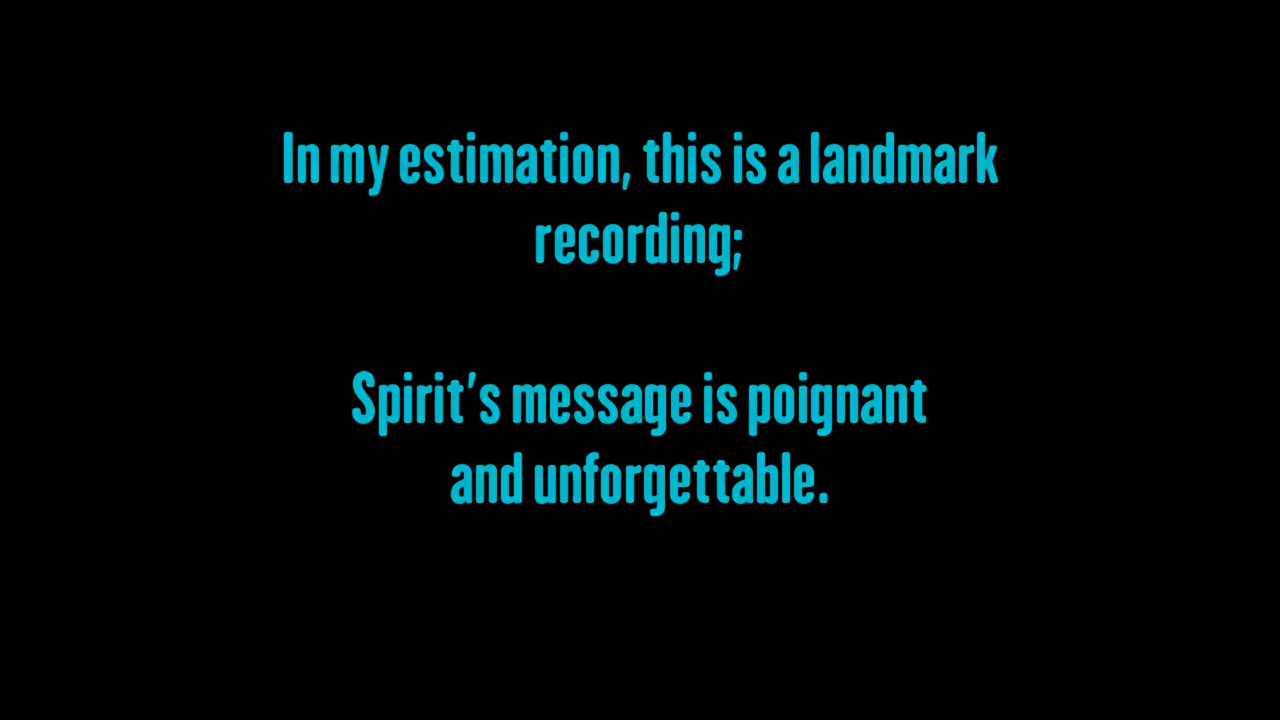 In my estimation, this is a landmark
recording;
Spirit's message is poignant
and unforgettable.